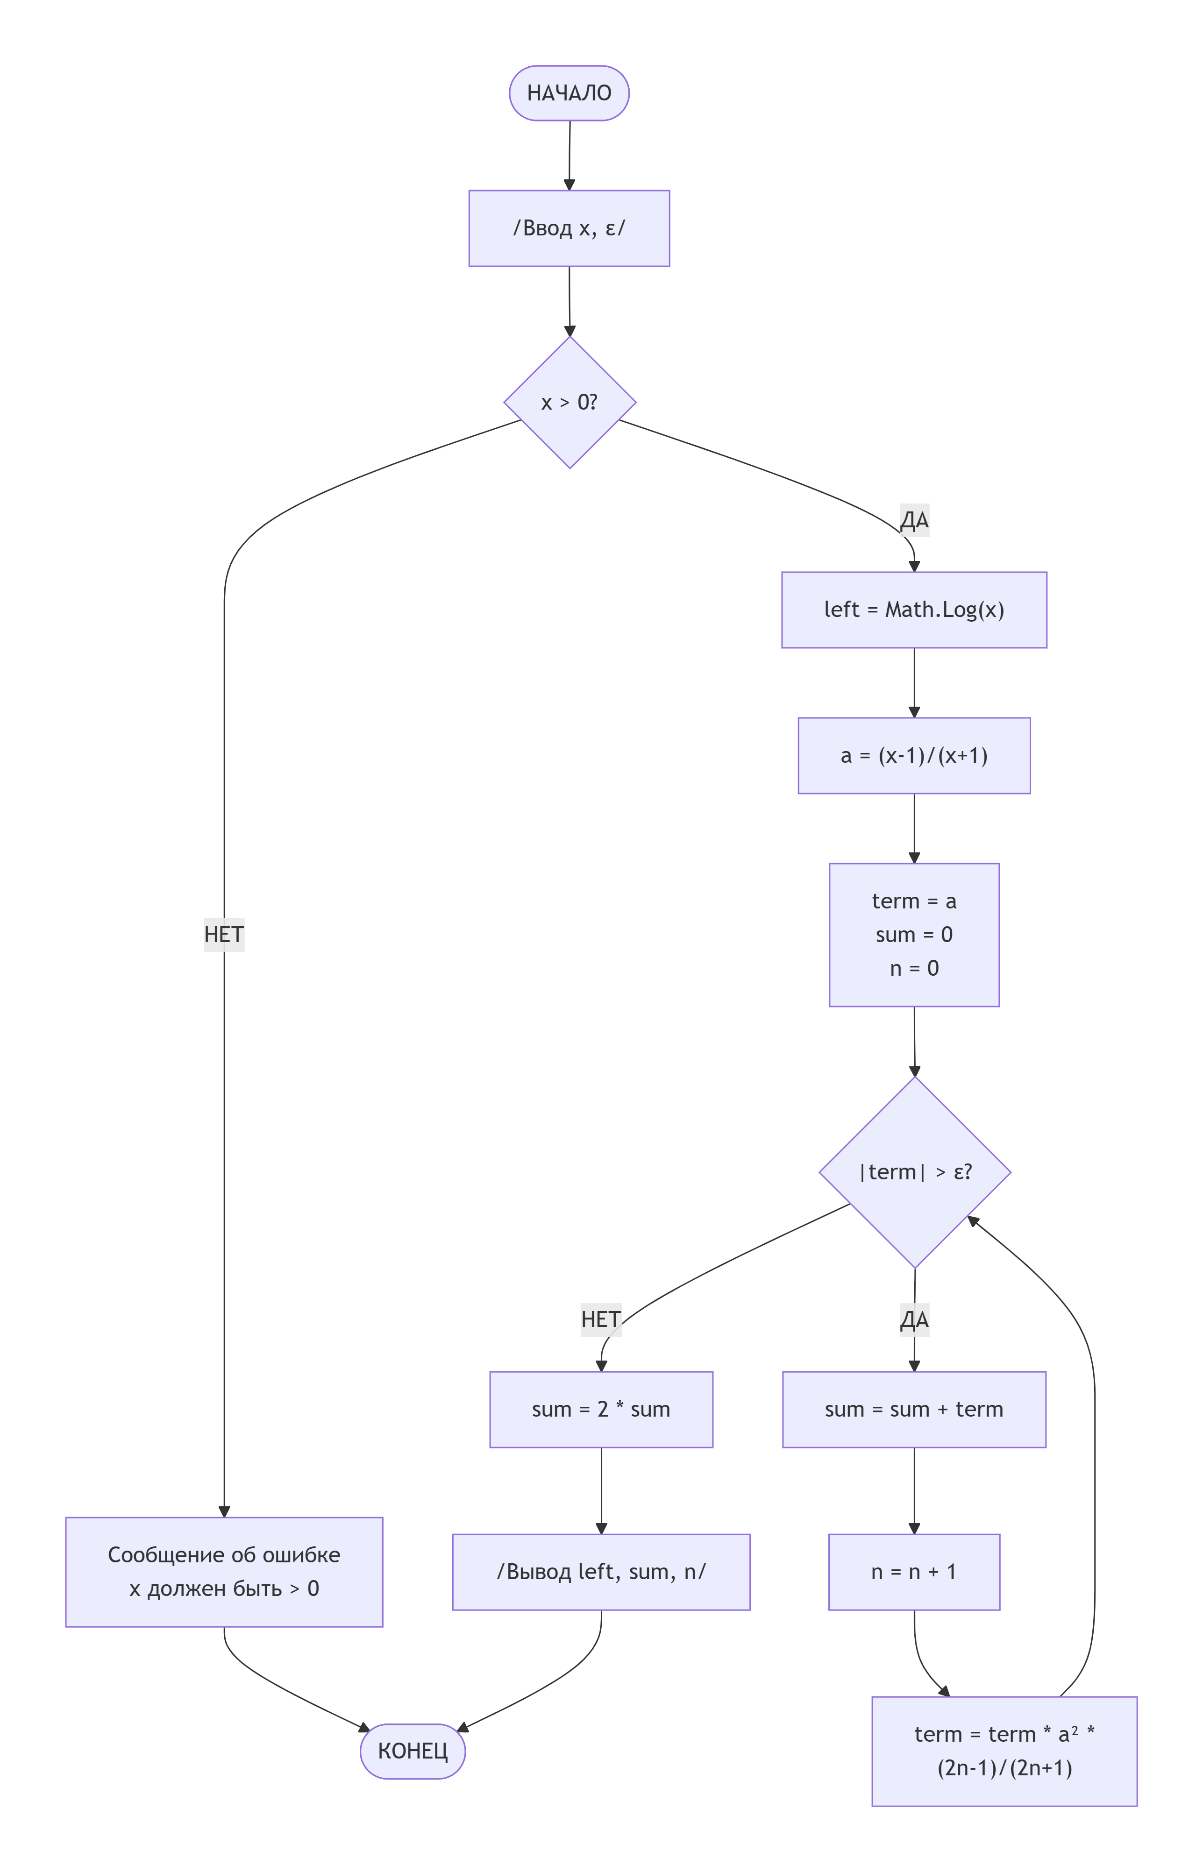 НАЧАЛО
/Ввод x, ε/
x > 0?
ДА
left = Math.Log(x)
a = (x-1)/(x+1)
term = a
sum = 0
n = 0
НЕТ
|term| > ε?
НЕТ
ДА
sum = 2 * sum
sum = sum + term
Сообщение об ошибке
x должен быть > 0
/Вывод left, sum, n/
n = n + 1
term = term * a² *
(2n-1)/(2n+1)
КОНЕЦ